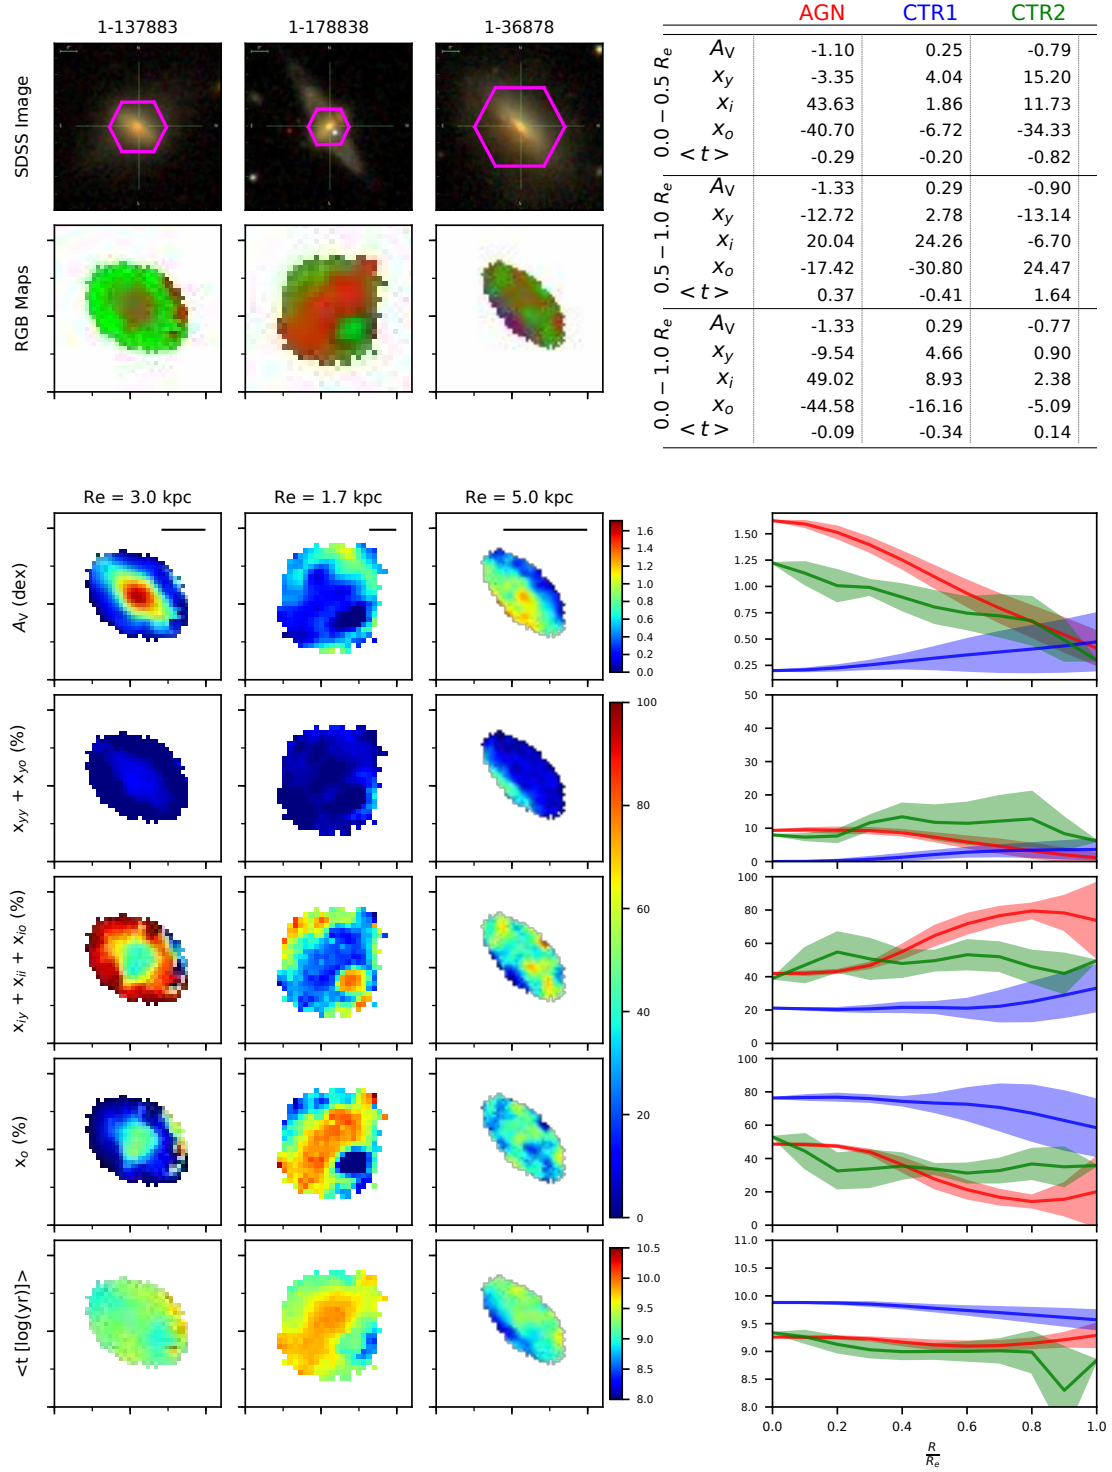 1-137883 1-178838 1-36878
SDSS Image
RGB Maps
AGN CTR1 CTR2
0.0 − 0.5 Re
AV -1.10 0.25 -0.79
xy -3.35 4.04 15.20
xi 43.63 1.86 11.73
xo -40.70 -6.72 -34.33
<t> -0.29 -0.20 -0.82
0.5 − 1.0 Re
AV -1.33 0.29 -0.90
xy -12.72 2.78 -13.14
xi 20.04 24.26 -6.70
xo -17.42 -30.80 24.47
<t> 0.37 -0.41 1.64
0.0 − 1.0 Re
AV -1.33 0.29 -0.77
xy -9.54 4.66 0.90
xi 49.02 8.93 2.38
xo -44.58 -16.16 -5.09
<t> -0.09 -0.34 0.14
Re = 3.0 kpc Re = 1.7 kpc Re = 5.0 kpc
AV (dex)
1.6
1.4
1.2
1.0
0.8
0.6
0.4
0.2
0.0
1.50
1.25
1.00
0.75
0.50
0.25
xyy + xyo (%)
100
80
60
40
20
0
50
40
30
20
10
0
xiy + xii + xio (%)
100
80
60
40
20
0
xo (%)
100
80
60
40
20
0
<t [log(yr)]>
10.5
10.0
9.5
9.0
8.5
8.0
11.0
10.5
10.0
9.5
9.0
8.5
8.0
0.0 0.2 0.4 0.6 0.8 1.0
R
Re